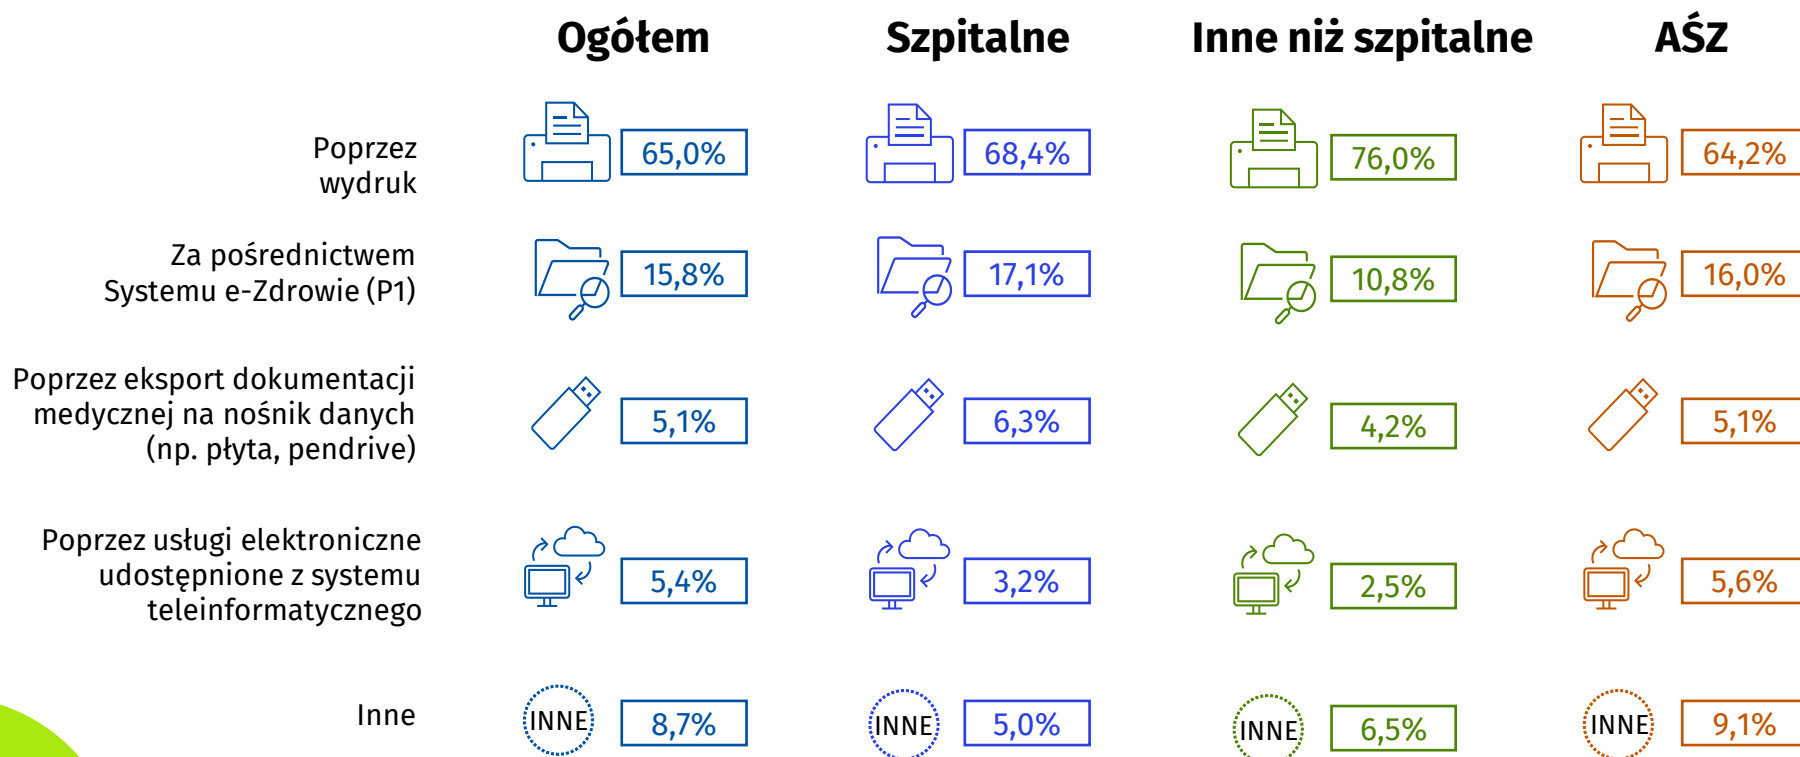 Ogółem Szpitalne Inne niż szpitalne AŚZ
Poprzez
wydruk
65,0% 68,4% 76,0% 64,2%
Za pośrednictwem
Systemu e-Zdrowie (P1)
15,8% 17,1% 10,8% 16,0%
Poprzez eksport dokumentacji
medycznej na nośnik danych
(np. płyta, pendrive)
5,1% 6,3% 4,2% 5,1%
Poprzez usługi elektroniczne
udostępnione z systemu
teleinformatycznego
5,4% 3,2% 2,5% 5,6%
Inne
INNE 8,7% INNE 5,0% INNE 6,5% INNE 9,1%